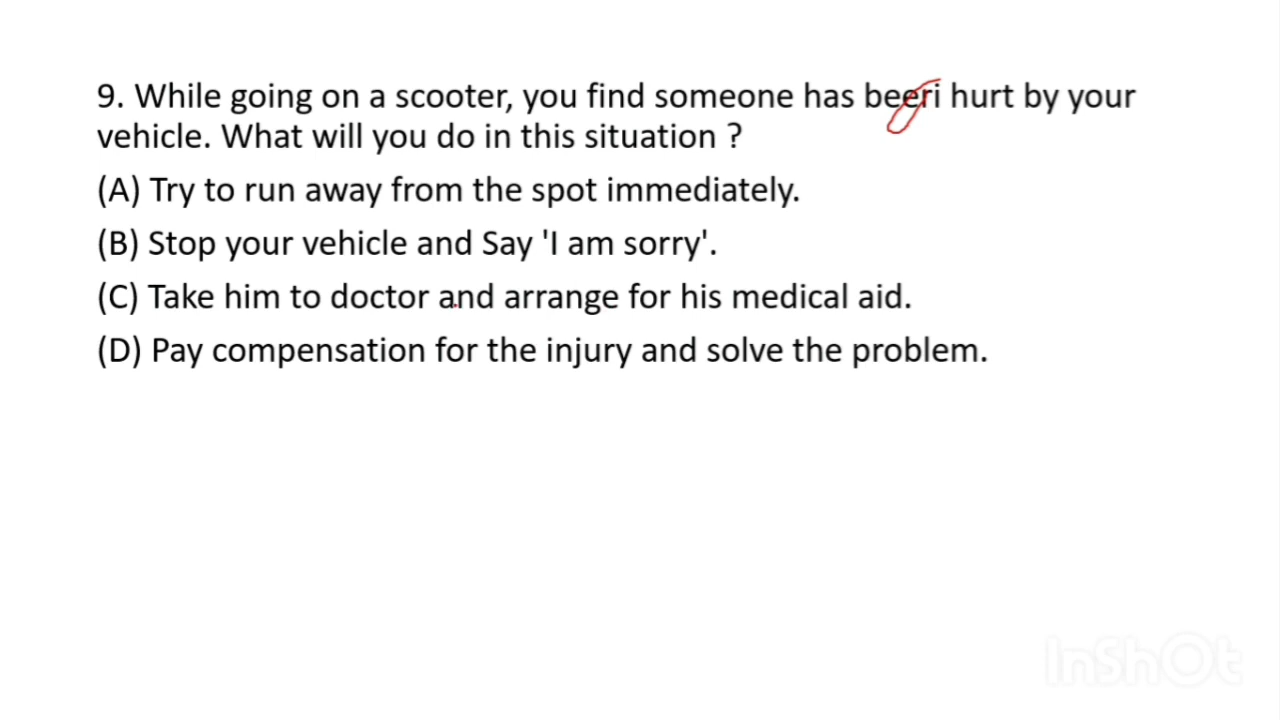 9. While going on a scooter, you find someone has beeri hurt by your
vehicle. What will you do in this situation ?
(A) Try to run away from the spot immediately.
(B) Stop your vehicle and Say 'I am sorry'.
(C) Take him to doctor and arrange for his medical aid.
(D) Pay compensation for the injury and solve the problem.
InShOt